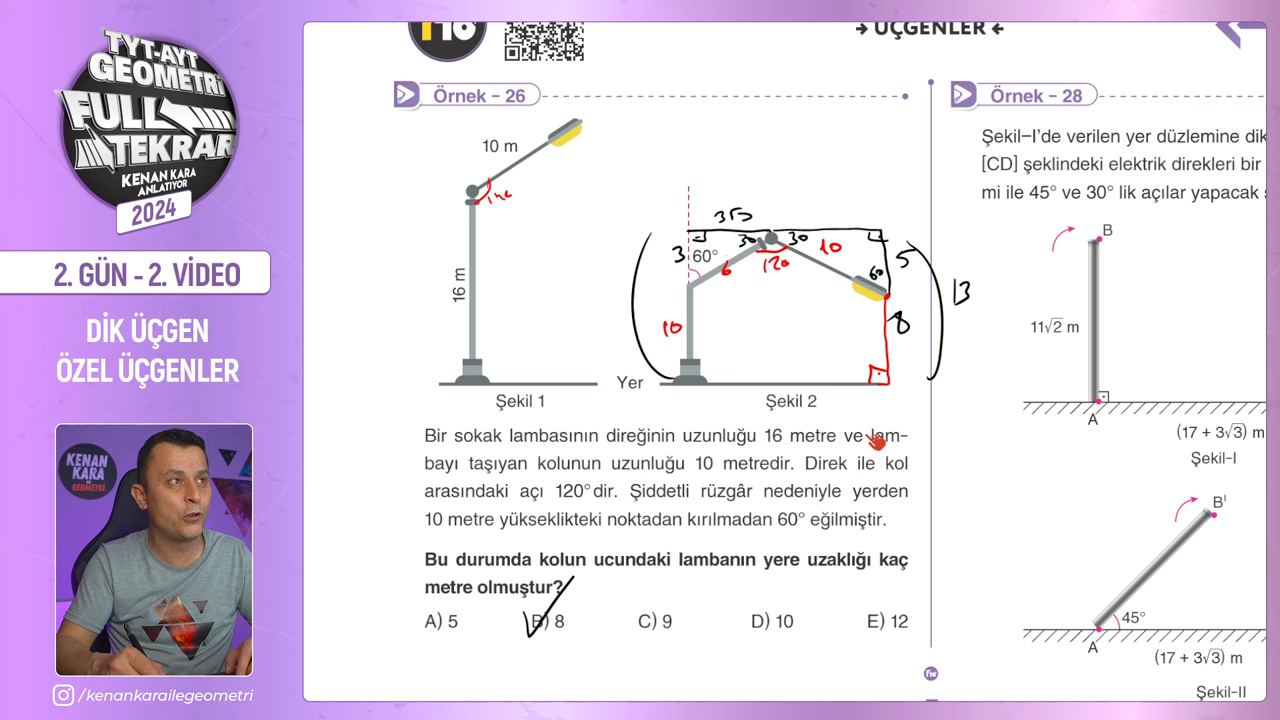 TYT-AYT
GEOMETRİ
FULL
TEKRAR
KENAN KARA
ANLATIYOR
2024
2. GÜN - 2. VİDEO
DİK ÜÇGEN
ÖZEL ÜÇGENLER
KENAN
KARA
GEOMETRİ
/kenankarailegeometri
ÜÇGENLER
Örnek – 26
10 m
16 m
Şekil 1
60°
30
30
120
6
10
10
3
5
60
8
13
Yer
Şekil 2
Bir sokak lambasının direğinin uzunluğu 16 metre ve lam-
bayı taşıyan kolunun uzunluğu 10 metredir. Direk ile kol
arasındaki açı 120° dir. Şiddetli rüzgâr nedeniyle yerden
10 metre yükseklikteki noktadan kırılmadan 60° eğilmiştir.
Bu durumda kolun ucundaki lambanın yere uzaklığı kaç
metre olmuştur?
A) 5 B) 8 C) 9 D) 10 E) 12
Örnek – 28
Şekil–I'de verilen yer düzlemine dik
[CD] şeklindeki elektrik direkleri bir
mi ile 45° ve 30° lik açılar yapacak
B
11√2 m
A
(17 + 3√3) m
Şekil-I
B'
45°
A
(17 + 3√3) m
Şekil-II